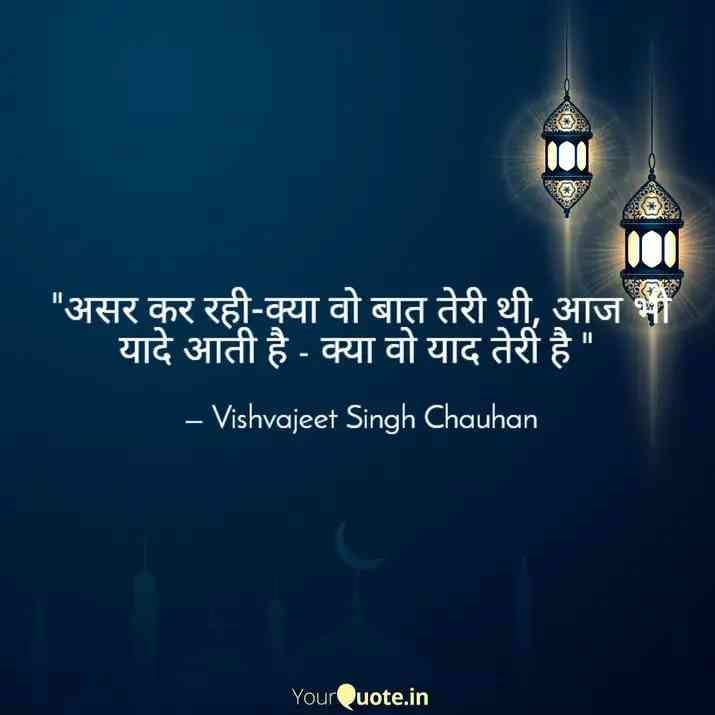 "असर कर रही-क्या वो बात तेरी थी, आज भी
यादे आती है - क्या वो याद तेरी है "
– Vishvajeet Singh Chauhan
YourQuote.in